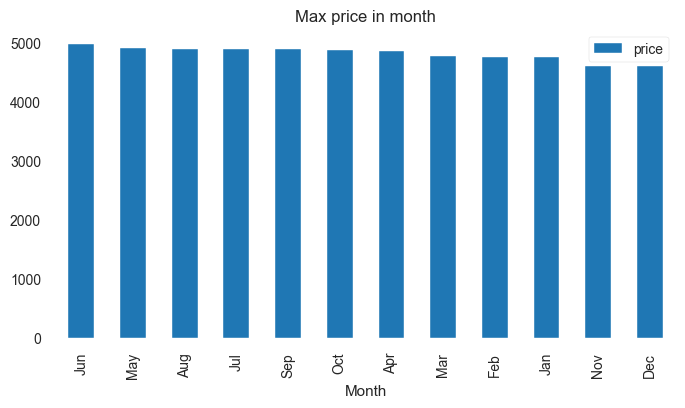 Max price in month
price
5000
4000
3000
2000
1000
0
Jun
May
Aug
Jul
Sep
Oct
Apr
Mar
Feb
Jan
Nov
Dec
Month